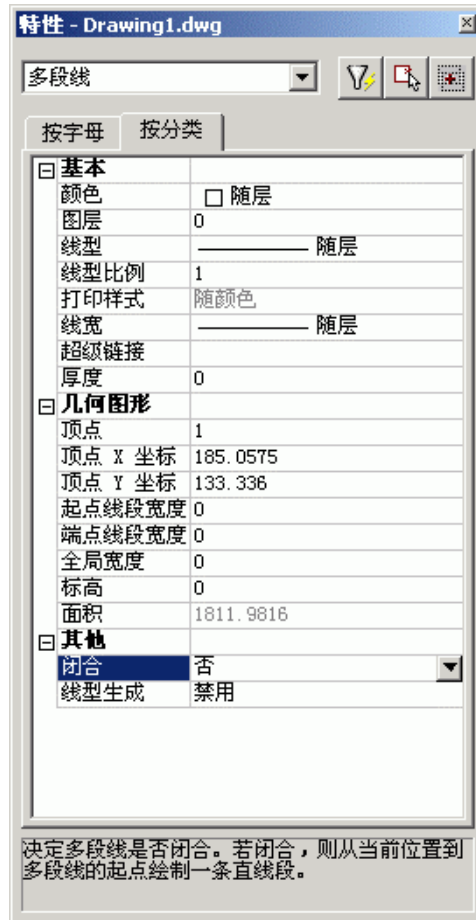 特性 - Drawing1.dwg
多段线
按字母 按分类
基本
颜色 随层
图层 0
线型 随层
线型比例 1
打印样式 随颜色
线宽 随层
超级链接
厚度 0
几何图形
顶点 1
顶点 X 坐标 185.0575
顶点 Y 坐标 133.336
起点线段宽度 0
端点线段宽度 0
全局宽度 0
标高 0
面积 1811.9816
其他
闭合 否
线型生成 禁用
决定多段线是否闭合。若闭合，则从当前位置到
多段线的起点绘制一条直线段。